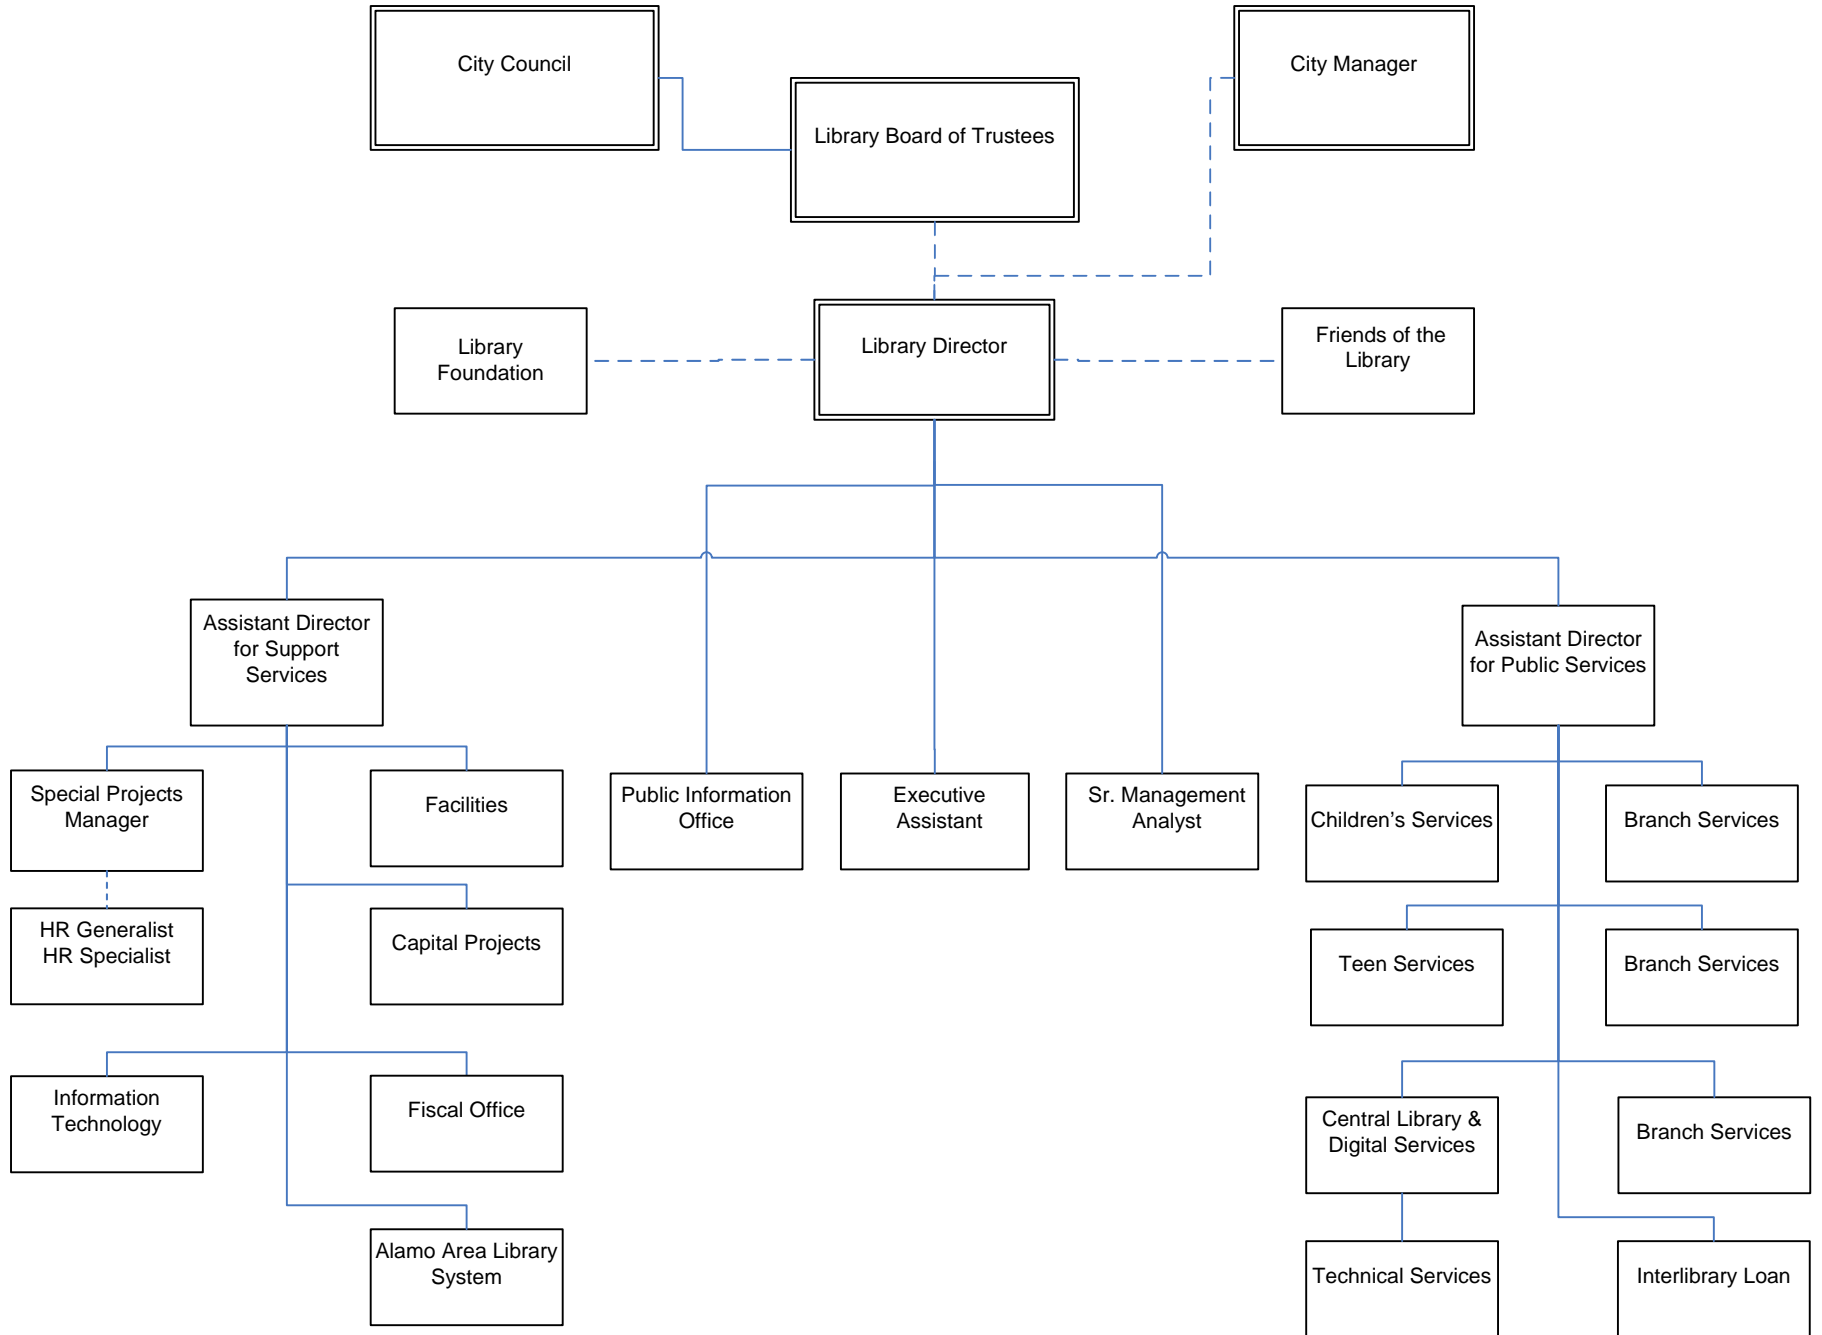 City Council
City Manager
Library Board of Trustees
Library
Foundation
Library Director
Friends of the
Library
Assistant Director
for Support
Services
Assistant Director
for Public Services
Special Projects
Manager
Facilities
Public Information
Office
Executive
Assistant
Sr. Management
Analyst
Children’s Services
Branch Services
HR Generalist
HR Specialist
Capital Projects
Teen Services
Branch Services
Information
Technology
Fiscal Office
Central Library &
Digital Services
Branch Services
Alamo Area Library
System
Technical Services
Interlibrary Loan